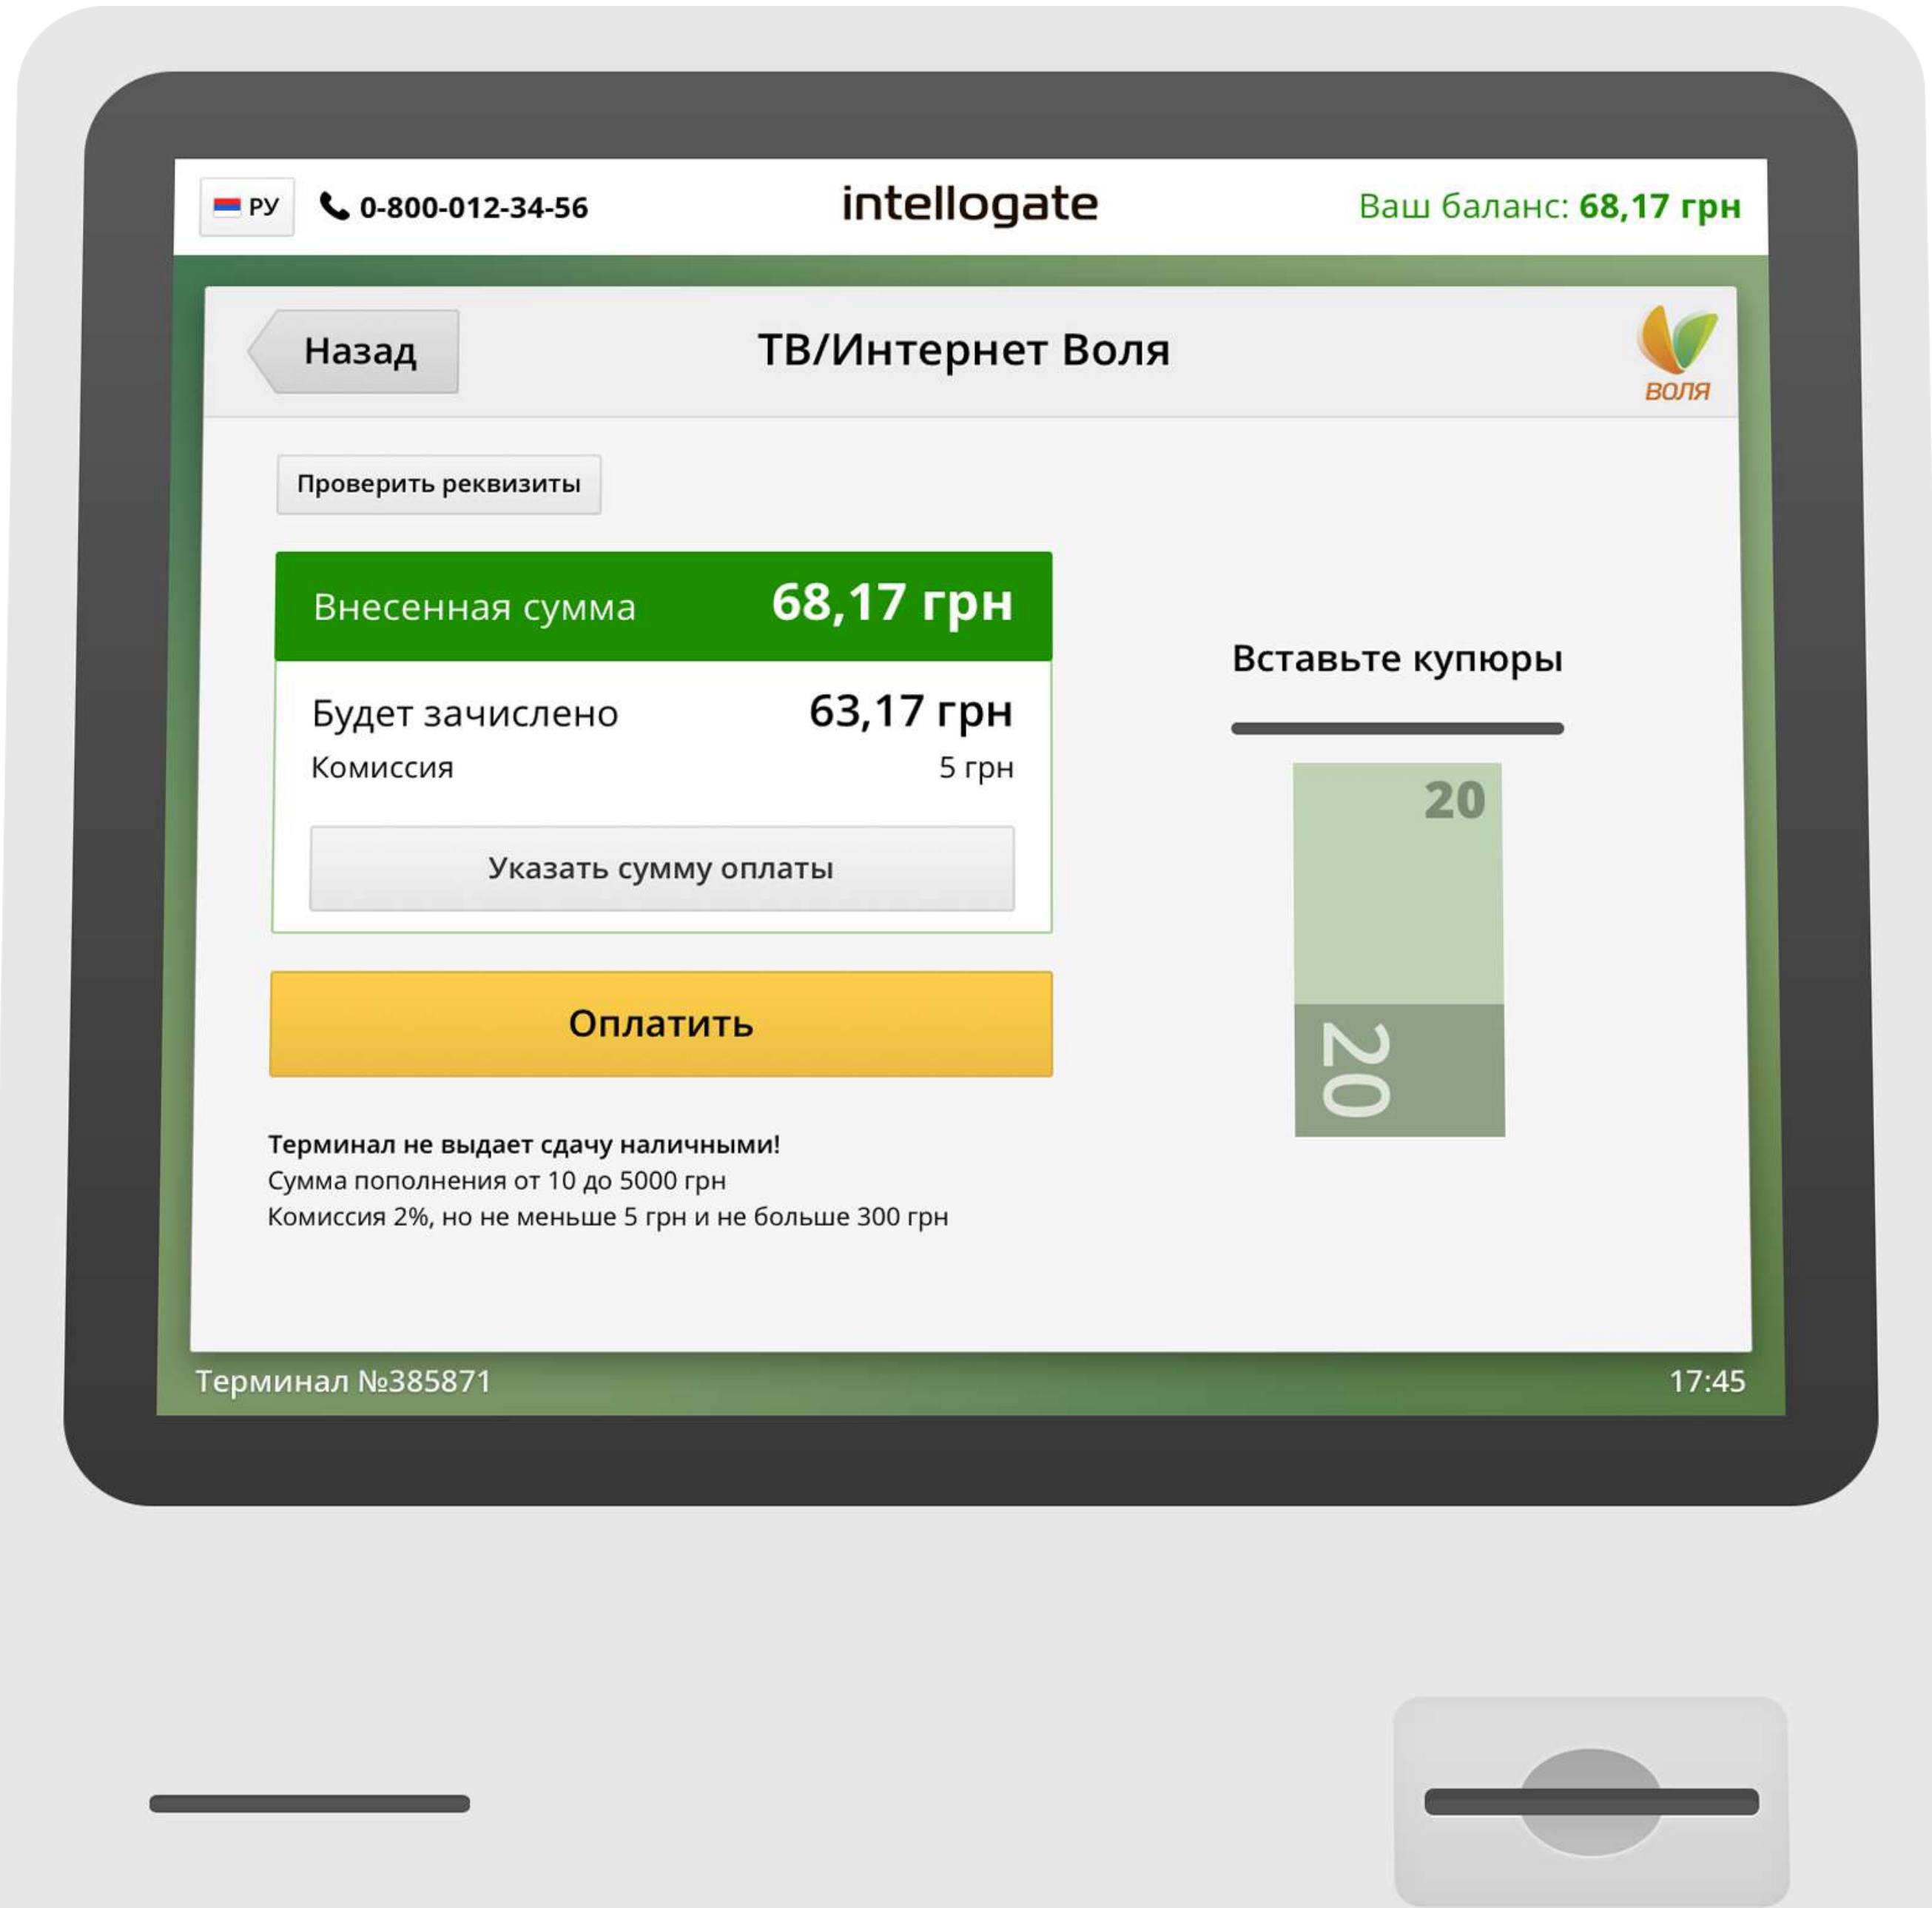 РУ 0-800-012-34-56 intellogate Ваш баланс: 68,17 грн
Назад ТВ/Интернет Воля
ВОЛЯ
Проверить реквизиты
Внесенная сумма 68,17 грн
Будет зачислено 63,17 грн
Комиссия 5 грн
Указать сумму оплаты
Оплатить
Терминал не выдает сдачу наличными!
Сумма пополнения от 10 до 5000 грн
Комиссия 2%, но не меньше 5 грн и не больше 300 грн
Вставьте купюры
20
20
Терминал №385871 17:45